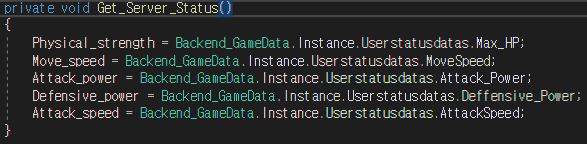 private void Get_Server_Status()
{
Physical_strength = Backend_GameData.Instance.Userstatusdatas.Max_HP;
Move_speed = Backend_GameData.Instance.Userstatusdatas.MoveSpeed;
Attack_power = Backend_GameData.Instance.Userstatusdatas.Attack_Power;
Defensive_power = Backend_GameData.Instance.Userstatusdatas.Deffensive_Power;
Attack_speed = Backend_GameData.Instance.Userstatusdatas.AttackSpeed;
}